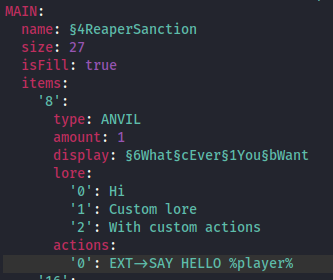 MAIN:
  name: §4ReaperSanction
  size: 27
  isFill: true
  items:
    '8':
      type: ANVIL
      amount: 1
      display: §6What§cEver§1You§bWant
      lore:
        '0': Hi
        '1': Custom lore
        '2': With custom actions
      actions:
        '0': EXT->SAY HELLO %player%
    '16':